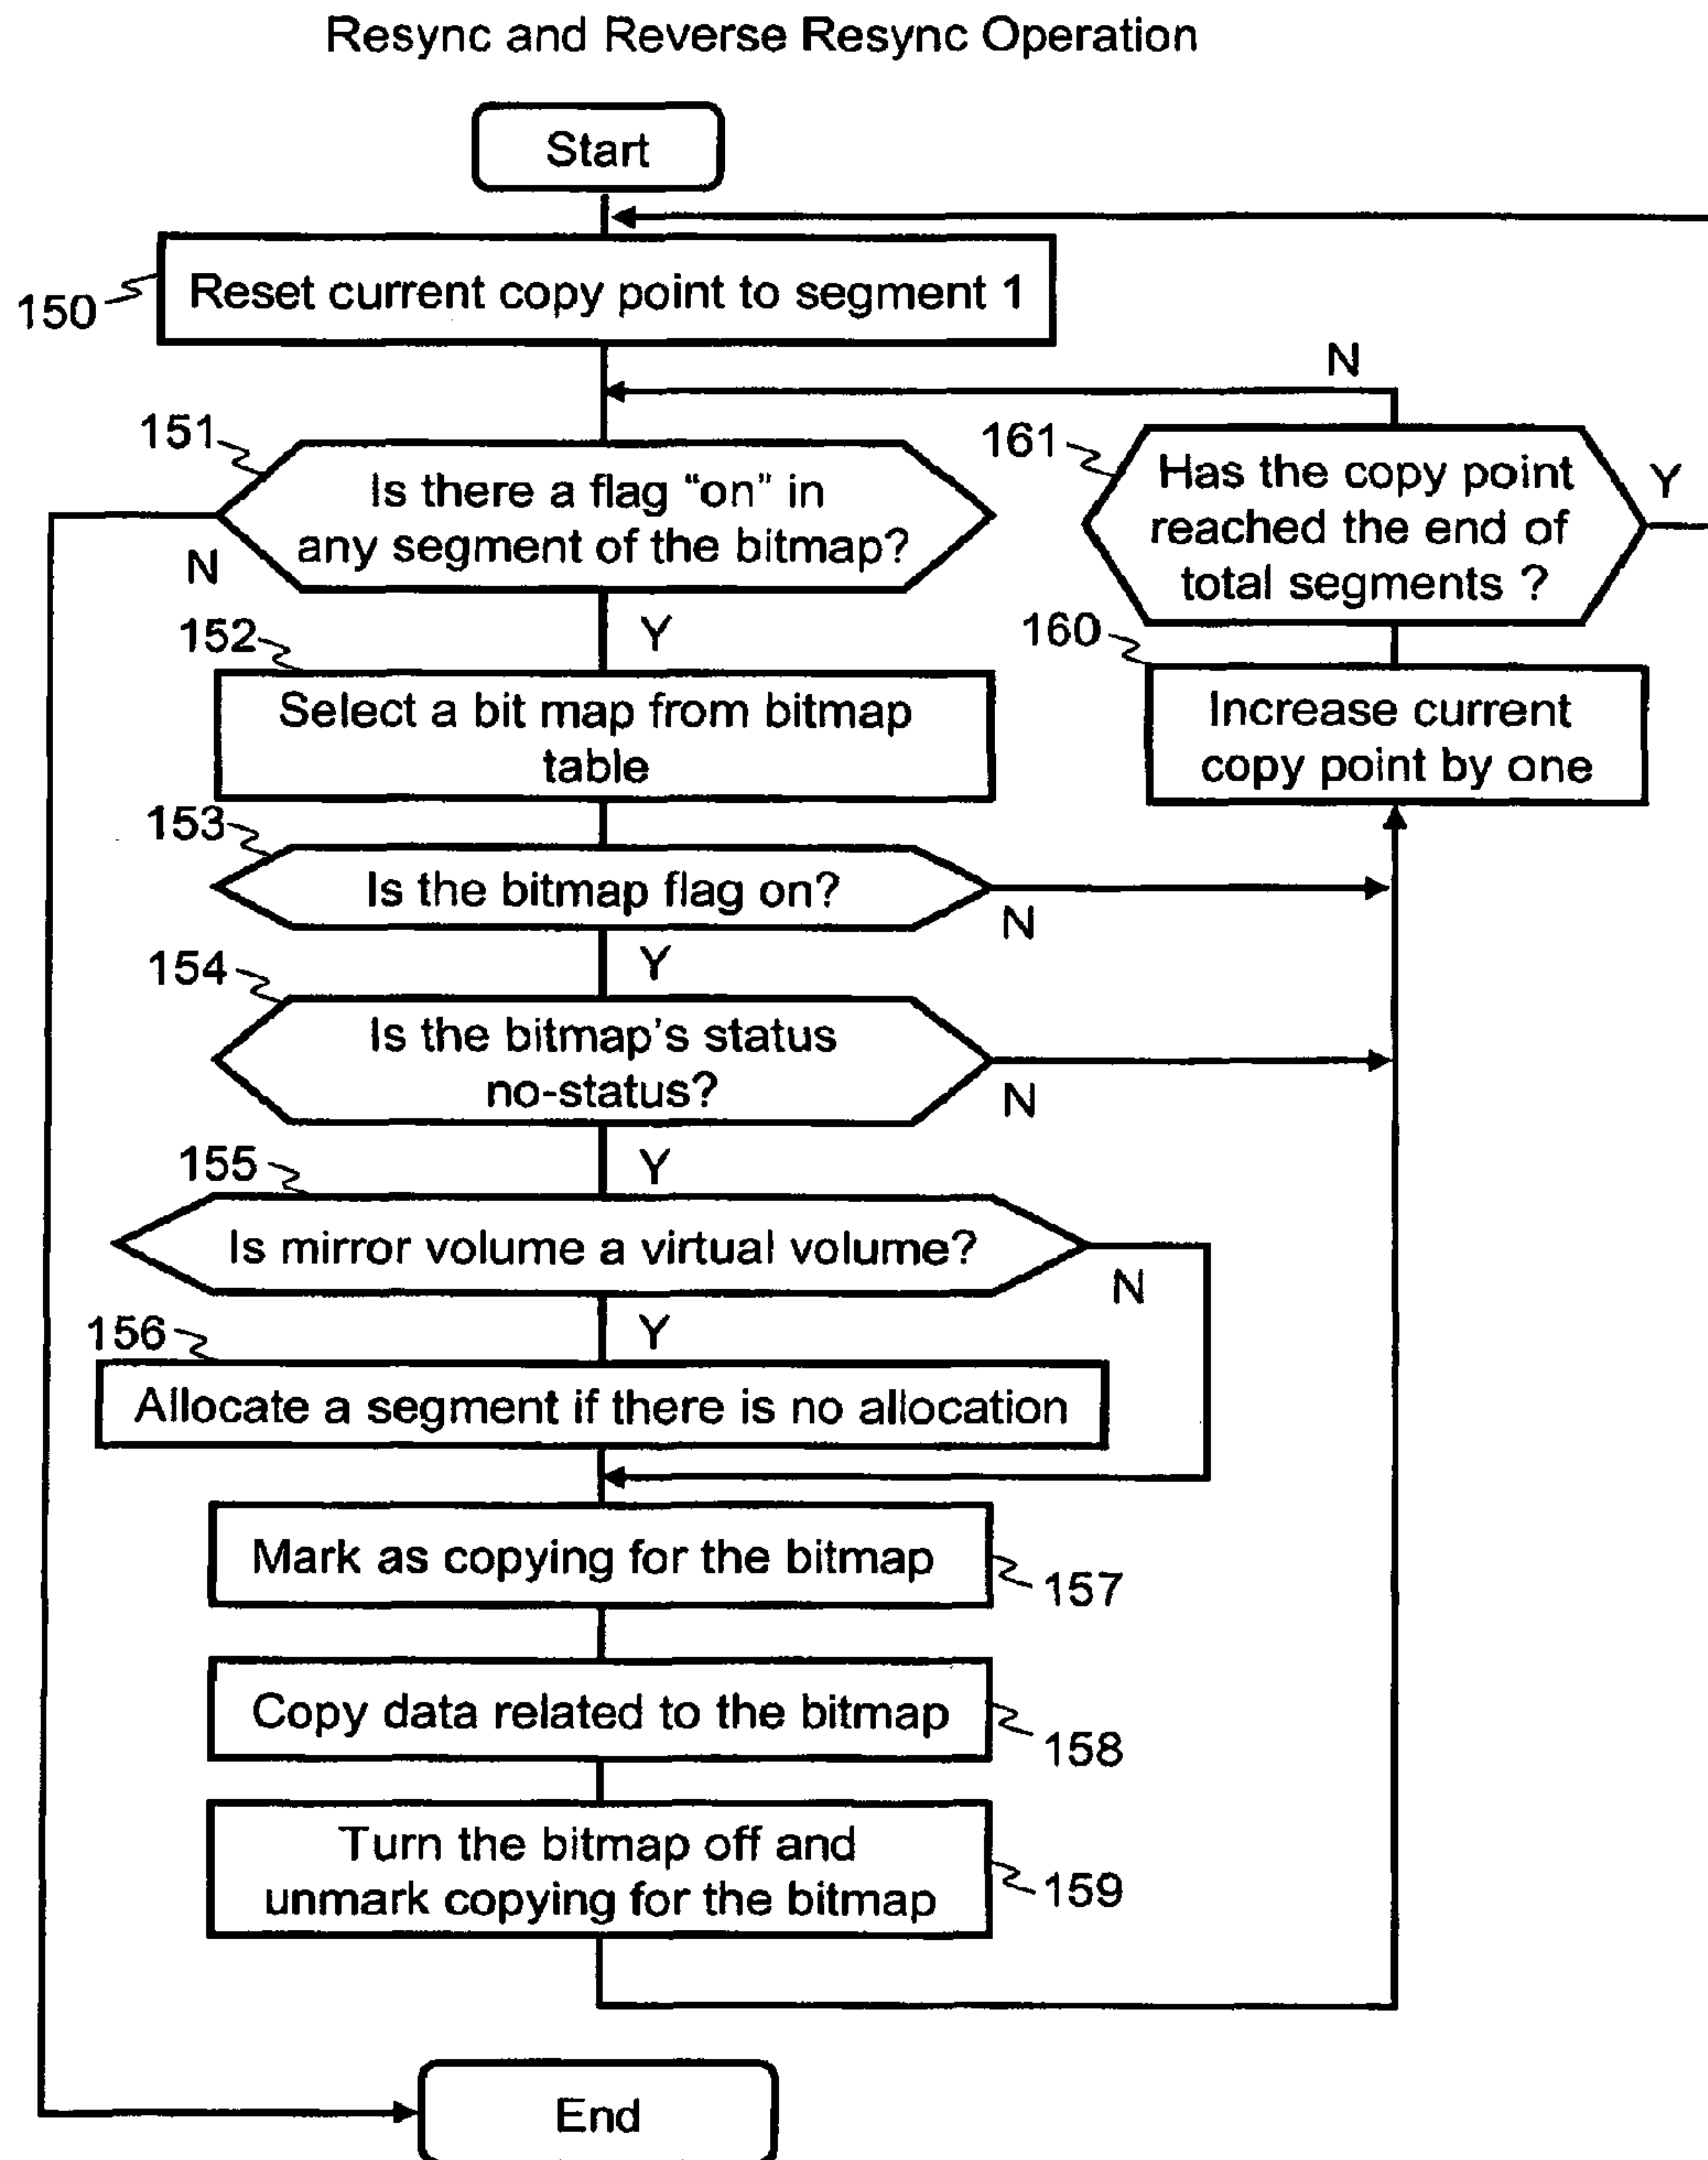 Resync and Reverse Resync Operation
Start
150
Reset current copy point to segment 1
N
151
Is there a flag "on" in
any segment of the bitmap?
N
Y
161
Has the copy point
reached the end of
total segments ?
Y
152
Select a bit map from bitmap
table
160
Increase current
copy point by one
153
Is the bitmap flag on?
N
Y
154
Is the bitmap's status
no-status?
N
Y
155
Is mirror volume a virtual volume?
N
Y
156
Allocate a segment if there is no allocation
Mark as copying for the bitmap
157
Copy data related to the bitmap
158
Turn the bitmap off and
unmark copying for the bitmap
159
End